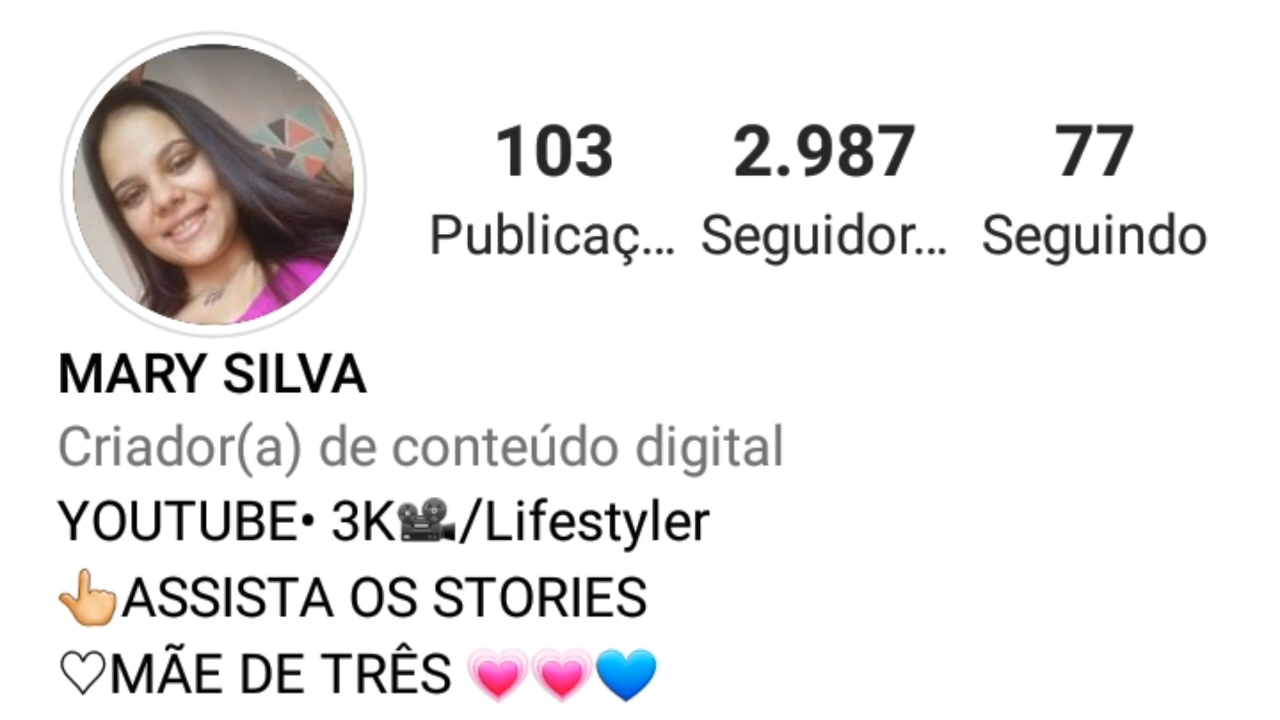 103 2.987 77
Publicaç... Seguidor... Seguindo
MARY SILVA
Criador(a) de conteúdo digital
YOUTUBE• 3K🎥/Lifestyler
👆ASSISTA OS STORIES
♡MÃE DE TRÊS 💗💗💙